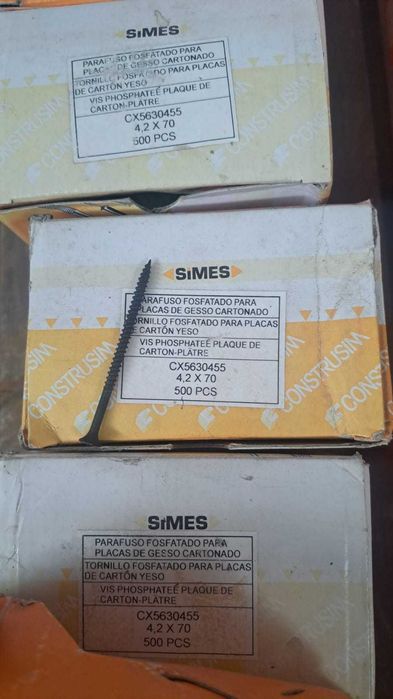 SiMES
PARAFUSO FOSFATADO PARA
PLACAS DE GESSO CARTONADO
TORNILLO FOSFATADO PARA PLACAS
DE CARTÓN YESO
VIS PHOSPHATEÉ PLAQUE DE
CARTON-PLÂTRE
CX5630455
4,2 X 70
500 PCS
CONSTRUSIM
SiMES
PARAFUSO FOSFATADO PARA
PLACAS DE GESSO CARTONADO
TORNILLO FOSFATADO PARA PLACAS
DE CARTÓN YESO
VIS PHOSPHATEÉ PLAQUE DE
CARTON-PLÂTRE
CX5630455
4,2 X 70
500 PCS
CONSTRUSIM
CONSTRUSIM
SiMES
PARAFUSO FOSFATADO PARA
PLACAS DE GESSO CARTONADO
TORNILLO FOSFATADO PARA PLACAS
DE CARTÓN YESO
VIS PHOSPHATEÉ PLAQUE DE
CARTON-PLÂTRE
CX5630455
4,2 X 70
500 PCS